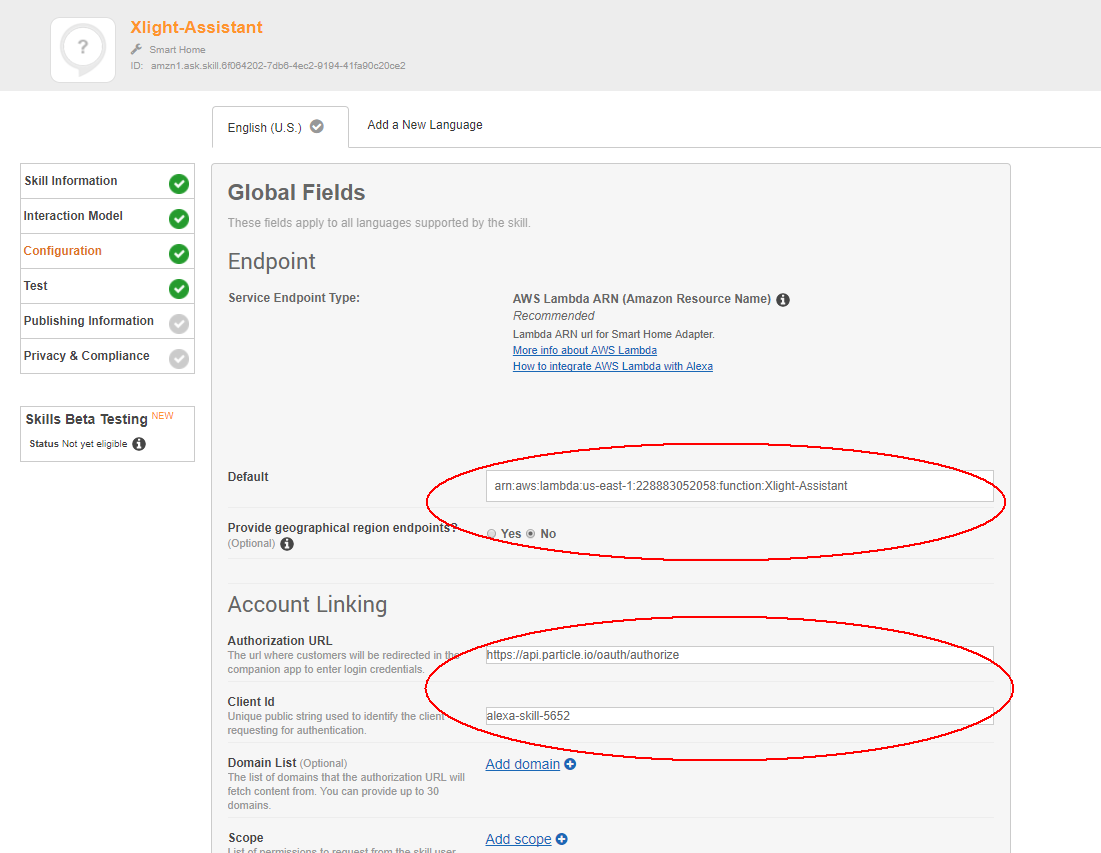 ?
Xlight-Assistant
Smart Home
ID: amzn1.ask.skill.6f064202-7db6-4ec2-9194-41fa90c20ce2
English (U.S.)
Add a New Language
Skill Information
Interaction Model
Configuration
Test
Publishing Information
Privacy & Compliance
Skills Beta Testing NEW
Status Not yet eligible
Global Fields
These fields apply to all languages supported by the skill.
Endpoint
Service Endpoint Type:
AWS Lambda ARN (Amazon Resource Name)
Recommended
Lambda ARN url for Smart Home Adapter.
More info about AWS Lambda
How to integrate AWS Lambda with Alexa
Default
arn:aws:lambda:us-east-1:228883052058:function:Xlight-Assistant
Provide geographical region endpoints?
(Optional)
Yes No
Account Linking
Authorization URL
The url where customers will be redirected in the
companion app to enter login credentials.
https://api.particle.io/oauth/authorize
Client Id
Unique public string used to identify the client
requesting for authentication.
alexa-skill-5652
Domain List (Optional)
The list of domains that the authorization URL will
fetch content from. You can provide up to 30
domains.
Add domain
Scope
List of permissions to request from the skill user
Add scope